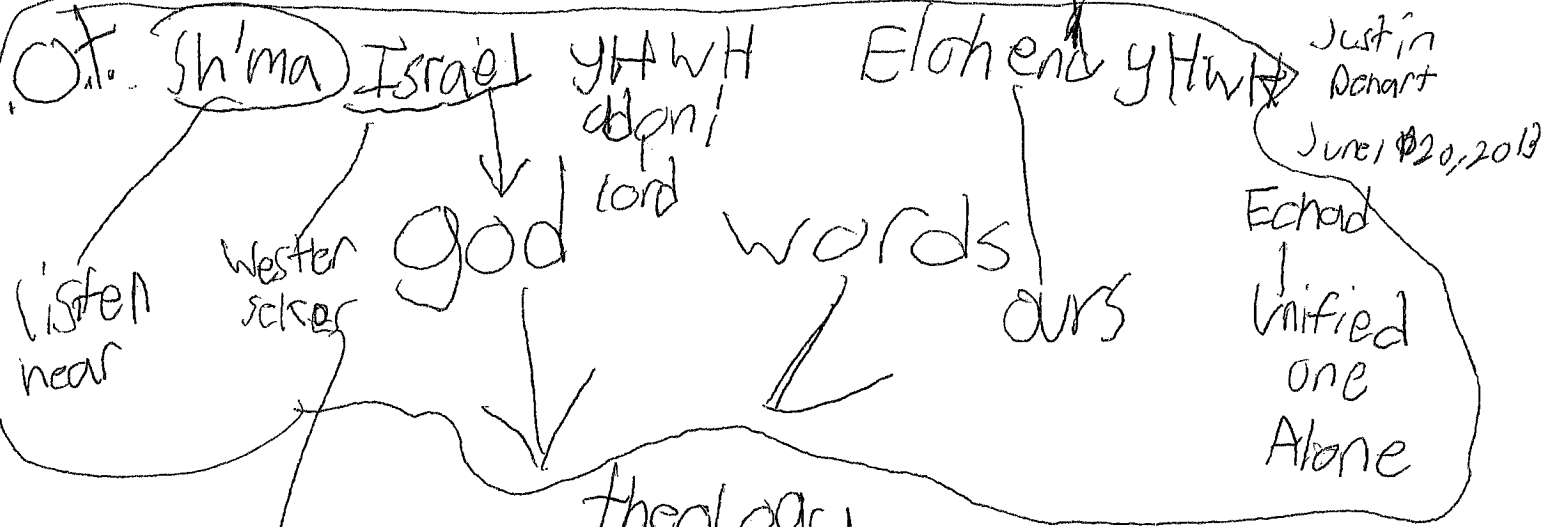 O.T. Sh'ma Israel YHWH Elohenu YHWH
Justin
Denart
adoni
lord
June 20, 2013
Echad
god
words
Wester
listen
near
ours
Unified
one
Alone
theology